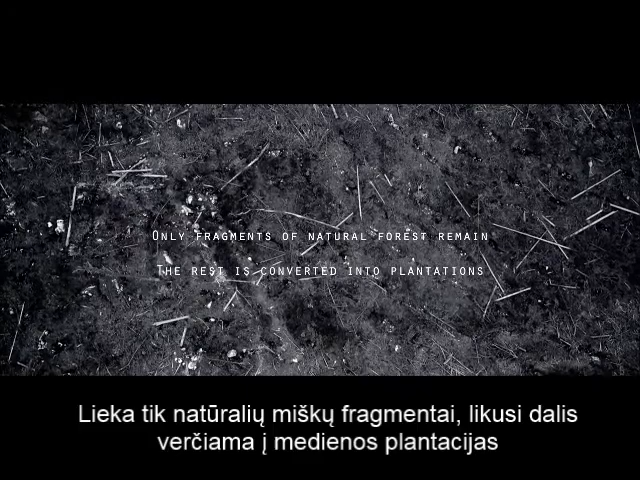 Only fragments of natural forest remain
The rest is converted into plantations
Lieka tik natūralių miškų fragmentai, likusi dalis
verčiama į medienos plantacijas